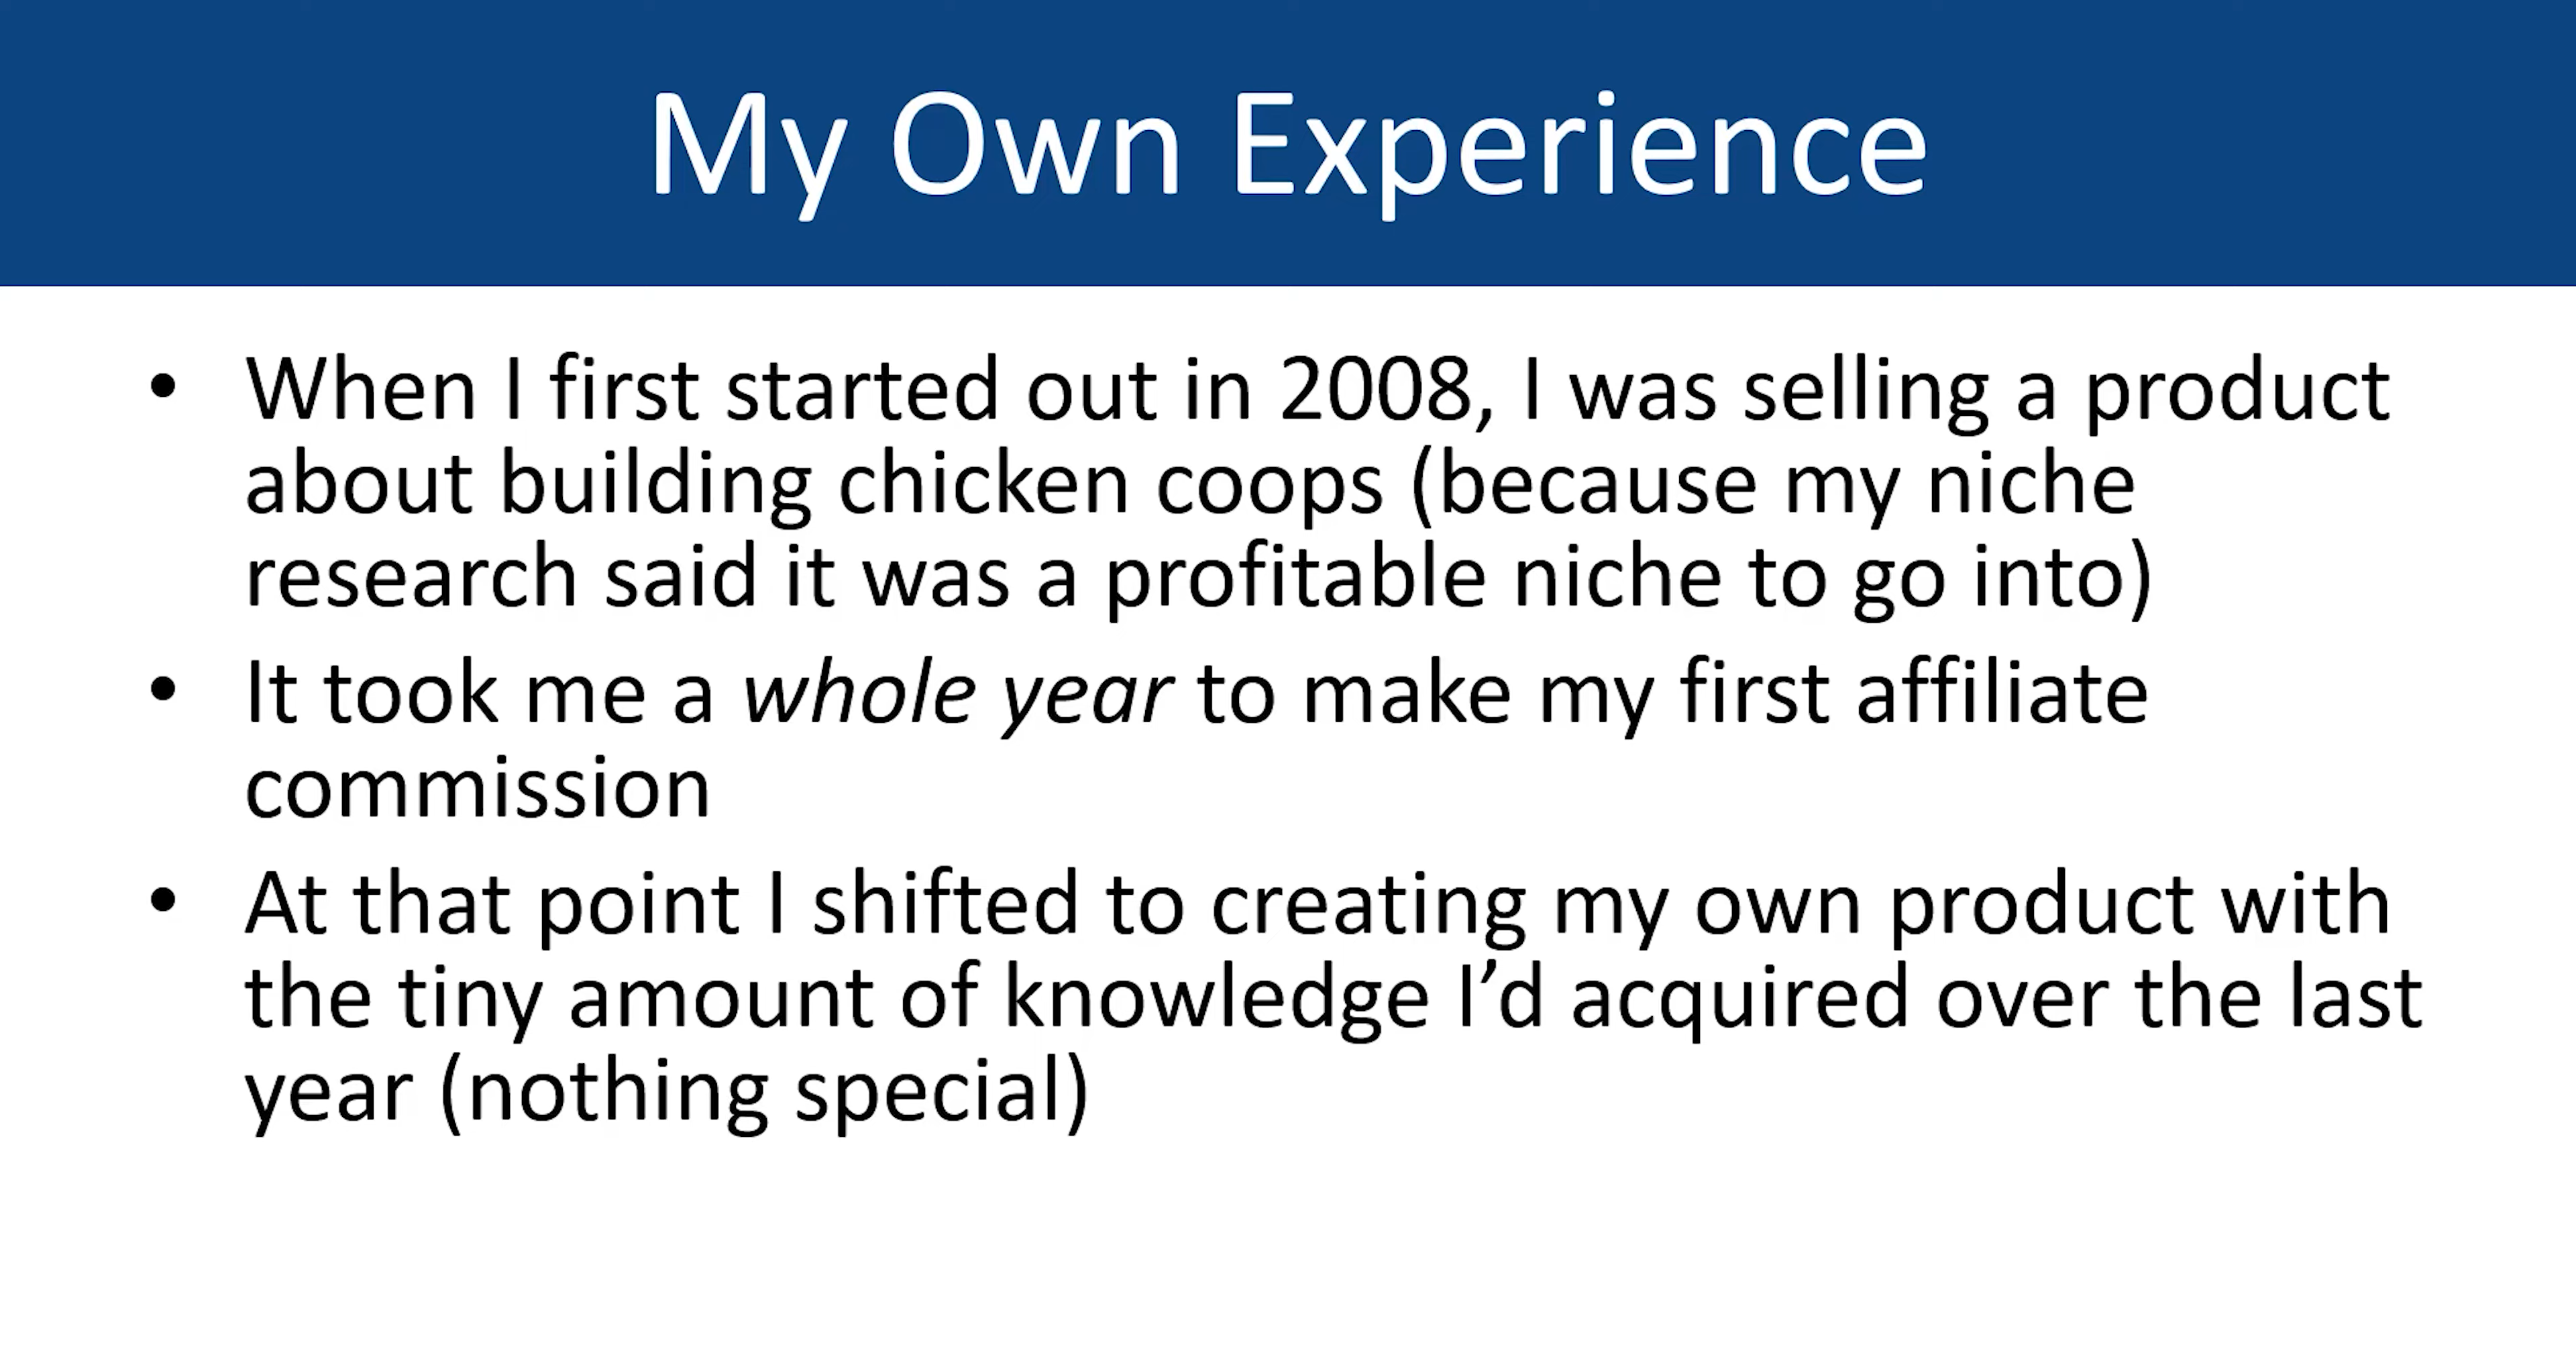 My Own Experience
• When I first started out in 2008, I was selling a product
about building chicken coops (because my niche
research said it was a profitable niche to go into)
• It took me a whole year to make my first affiliate
commission
• At that point I shifted to creating my own product with
the tiny amount of knowledge I’d acquired over the last
year (nothing special)